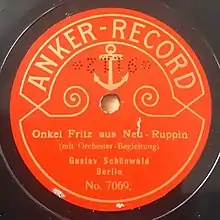 ANKER-RECORD
Onkel Fritz aus Neu-Ruppin
(mit Orchester-Begleitung)
Gustav Schönwald
Berlin
No. 7069.